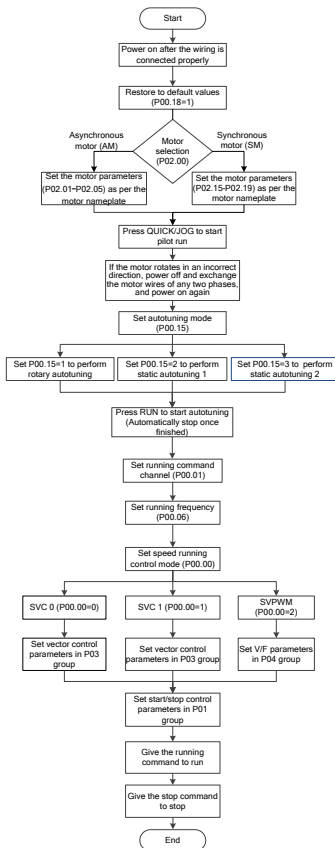 Start
Power on after the wiring is
connected properly
Restore to default values
(P00.18=1)
Asynchronous
motor (AM)
Motor
selection
(P02.00)
Synchronous
motor (SM)
Set the motor parameters
(P02.01~P02.05) as per the
motor nameplate
Set the motor parameters
(P02.15-P02.19) as per the
motor nameplate
Press QUICK/JOG to start
pilot run
If the motor rotates in an incorrect
direction, power off and exchange
the motor wires of any two phases,
and power on again
Set autotuning mode
(P00.15)
Set P00.15=1 to perform
rotary autotuning
Set P00.15=2 to perform
static autotuning 1
Set P00.15=3 to perform
static autotuning 2
Press RUN to start autotuning
(Automatically stop once
finished)
Set running command
channel (P00.01)
Set running frequency
(P00.06)
Set speed running
control mode (P00.00)
SVC 0 (P00.00=0)
SVC 1 (P00.00=1)
SVPWM
(P00.00=2)
Set vector control
parameters in P03
group
Set vector control
parameters in P03 group
Set V/F parameters
in P04 group
Set start/stop control
parameters in P01
group
Give the running
command to run
Give the stop command
to stop
End